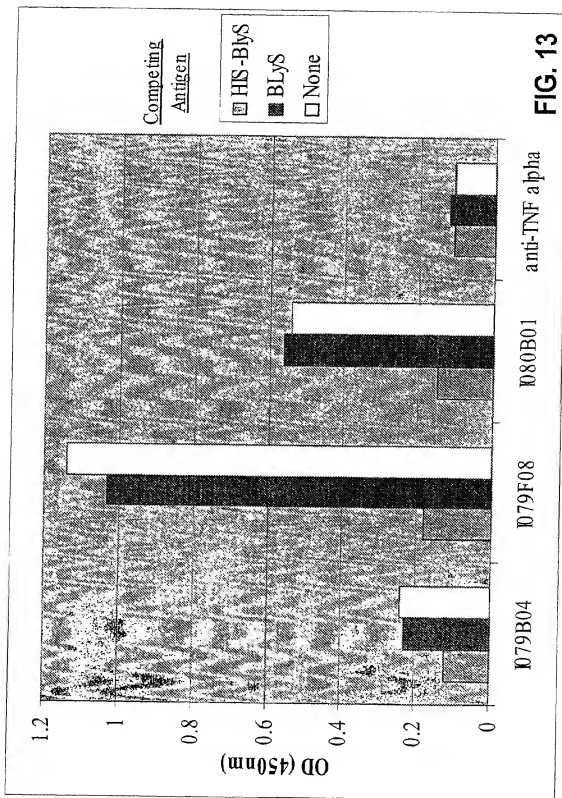 Competing
Antigen
HIS-BlyS
BLyS
None
OD (450nm)
1.2
1
0.8
0.6
0.4
0.2
0
I079B04
I079F08
I080B01
anti-TNF alpha
FIG. 13